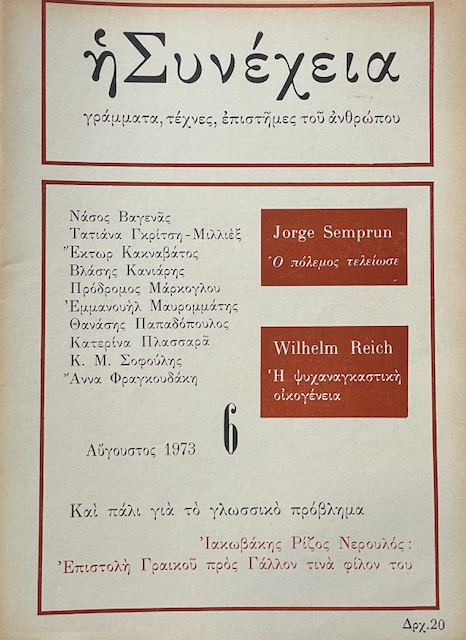 ἡ Συνέχεια
γράμματα, τέχνες, ἐπιστῆμες τοῦ ἀνθρώπου
Νάσος Βαγενᾶς
Τατιάνα Γκρίτση-Μιλλιὲξ
Ἕκτωρ Κακναβάτος
Βλάσης Κανιάρης
Πρόδρομος Μάρκογλου
Ἐμμανουὴλ Μαυρομμάτης
Θανάσης Παπαδόπουλος
Κατερίνα Πλασσαρᾶ
Κ. Μ. Σοφούλης
Ἄννα Φραγκουδάκη
Jorge Semprun
Ὁ πόλεμος τελείωσε
Wilhelm Reich
Ἡ ψυχαναγκαστικὴ
οἰκογένεια
Αὔγουστος 1973
6
Καὶ πάλι γιὰ τὸ γλωσσικὸ πρόβλημα
Ἰακωβάκης Ρίζος Νερουλός:
Ἐπιστολὴ Γραικοῦ πρὸς Γάλλον τινὰ φίλον του
Δρχ.20